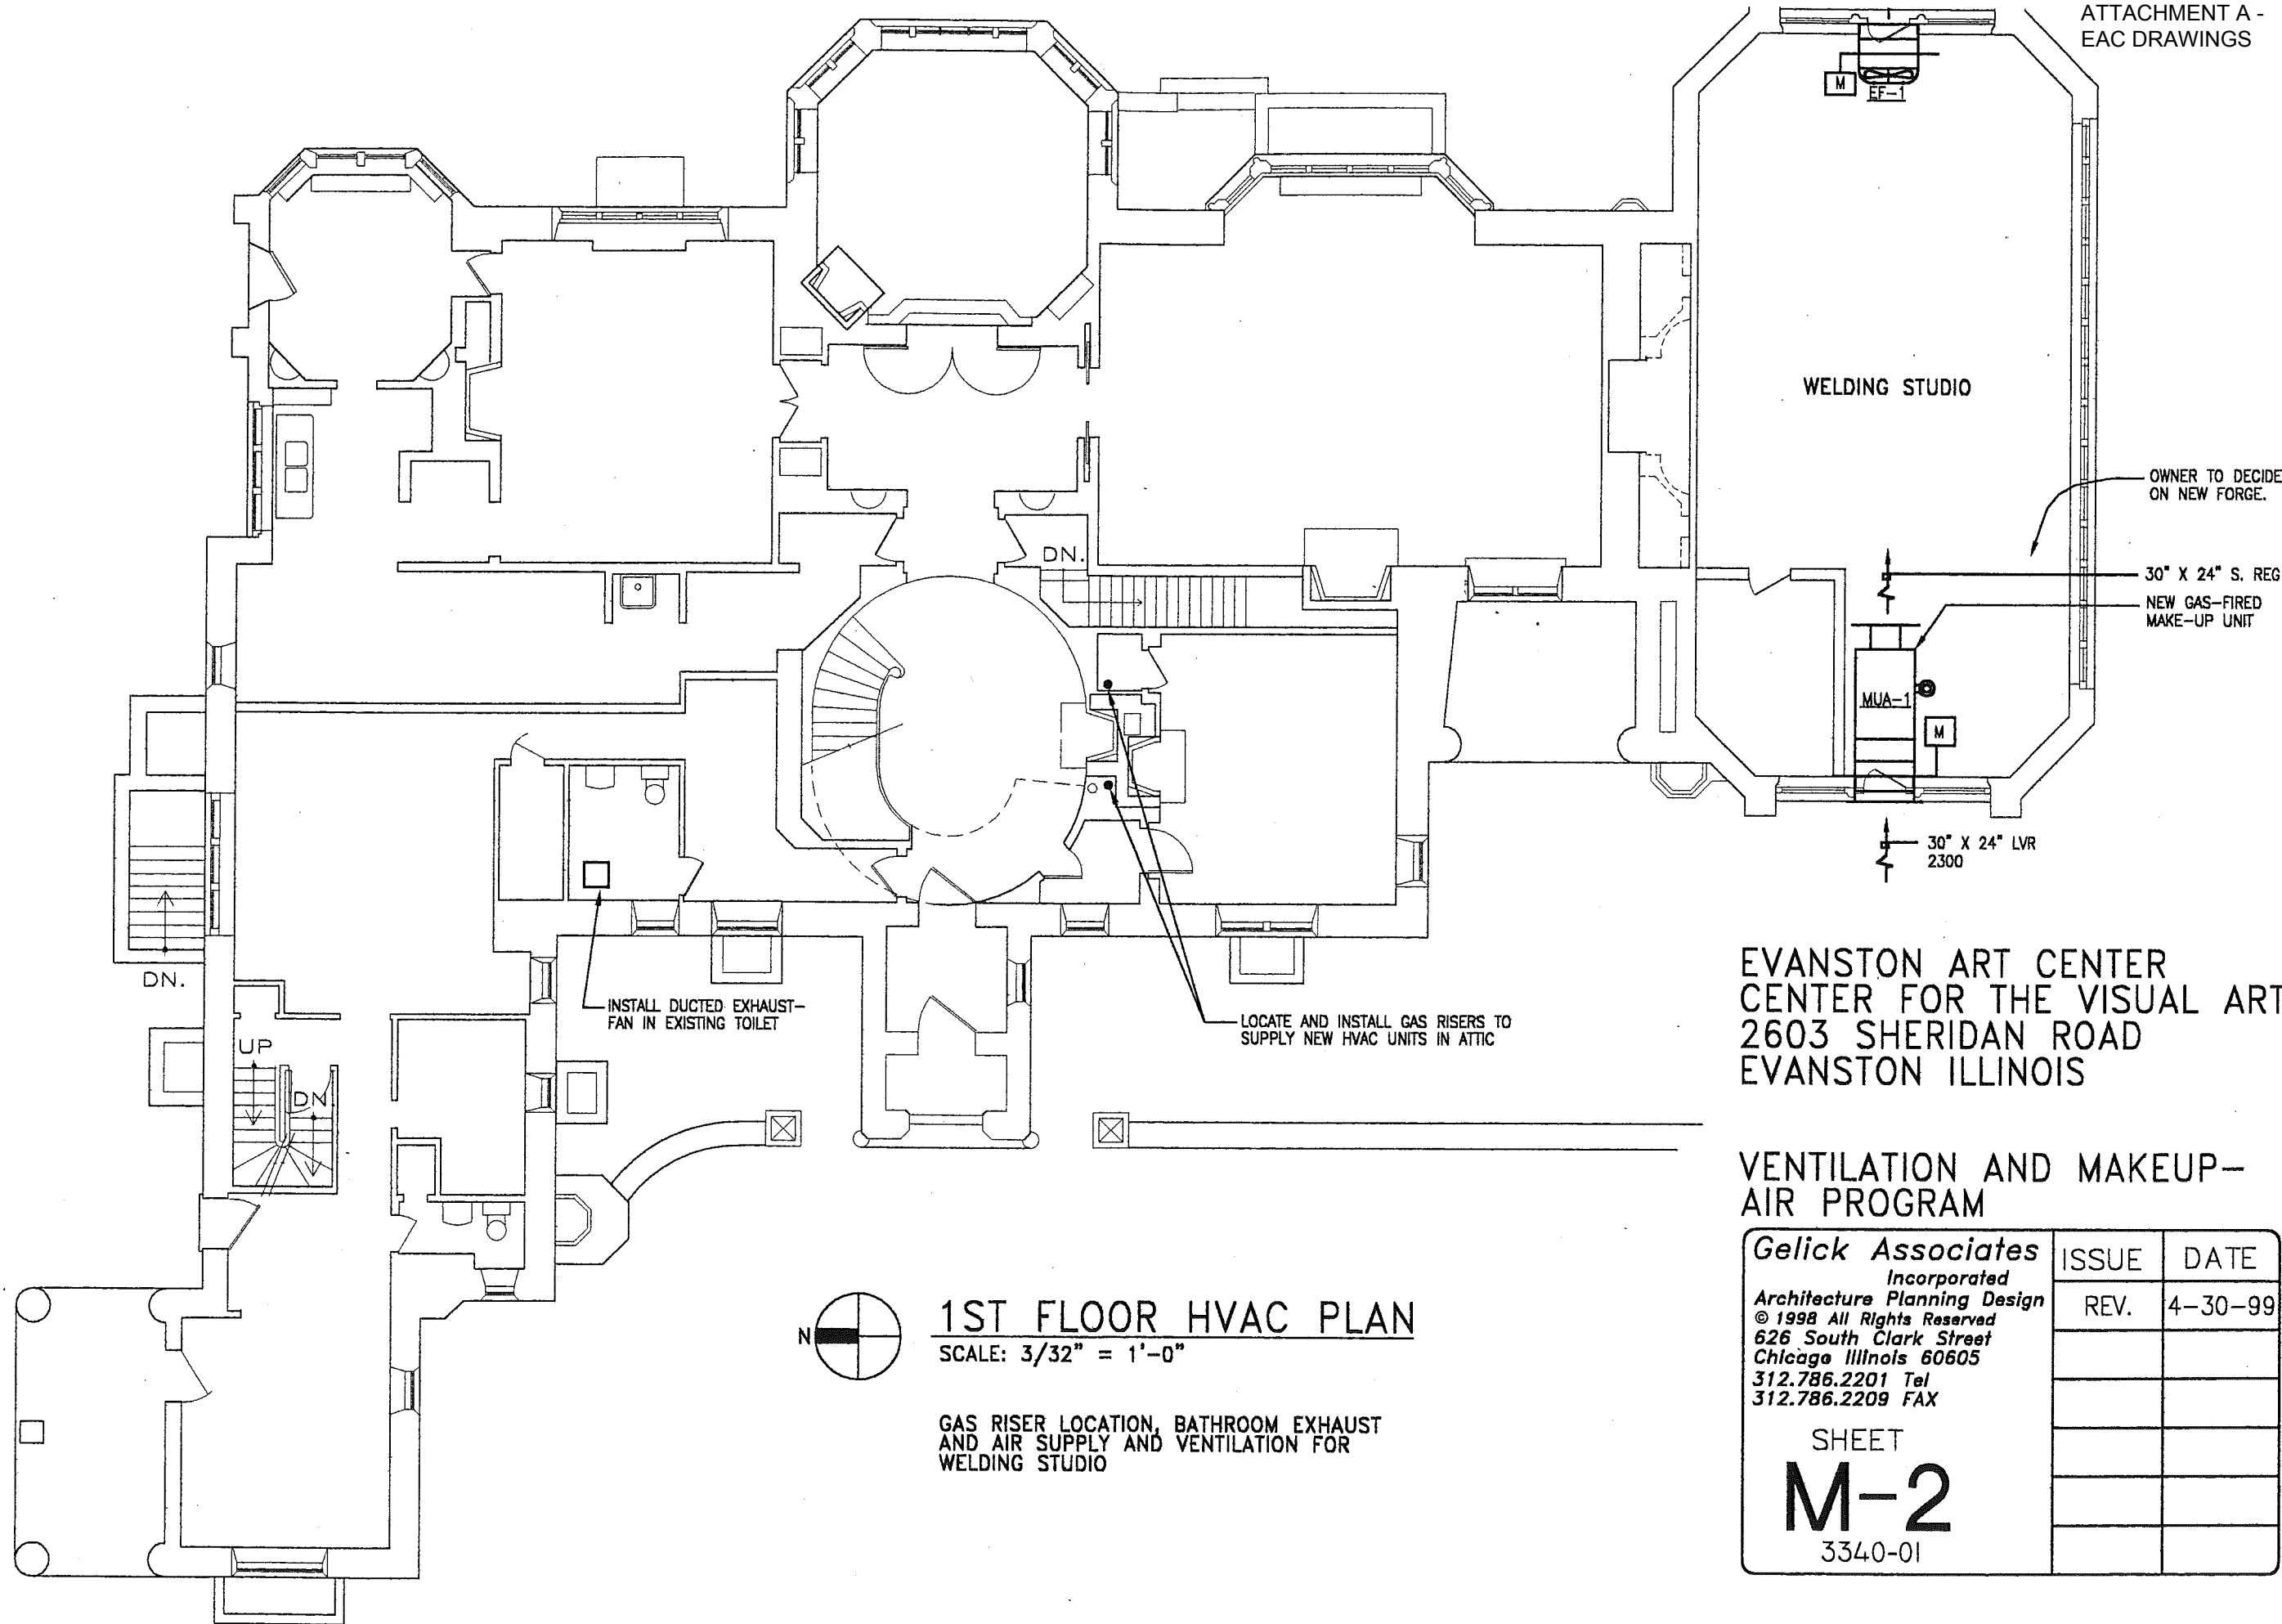 ATTACHMENT A -
EAC DRAWINGS
M
EF-1
WELDING STUDIO
OWNER TO DECIDE
ON NEW FORGE.
DN.
30" X 24" S. REG
NEW GAS-FIRED
MAKE-UP UNIT
MUA-1
M
30" X 24" LVR
2300
DN.
INSTALL DUCTED EXHAUST-
FAN IN EXISTING TOILET
LOCATE AND INSTALL GAS RISERS TO
SUPPLY NEW HVAC UNITS IN ATTIC
UP
DN.
EVANSTON ART CENTER
CENTER FOR THE VISUAL ART
2603 SHERIDAN ROAD
EVANSTON ILLINOIS
VENTILATION AND MAKEUP-
AIR PROGRAM
N
1ST FLOOR HVAC PLAN
SCALE: 3/32" = 1'-0"
GAS RISER LOCATION, BATHROOM EXHAUST
AND AIR SUPPLY AND VENTILATION FOR
WELDING STUDIO
Gelick Associates
Incorporated
Architecture Planning Design
© 1998 All Rights Reserved
626 South Clark Street
Chicago Illinois 60605
312.786.2201 Tel
312.786.2209 FAX
SHEET
M-2
3340-01
ISSUE DATE
REV. 4-30-99